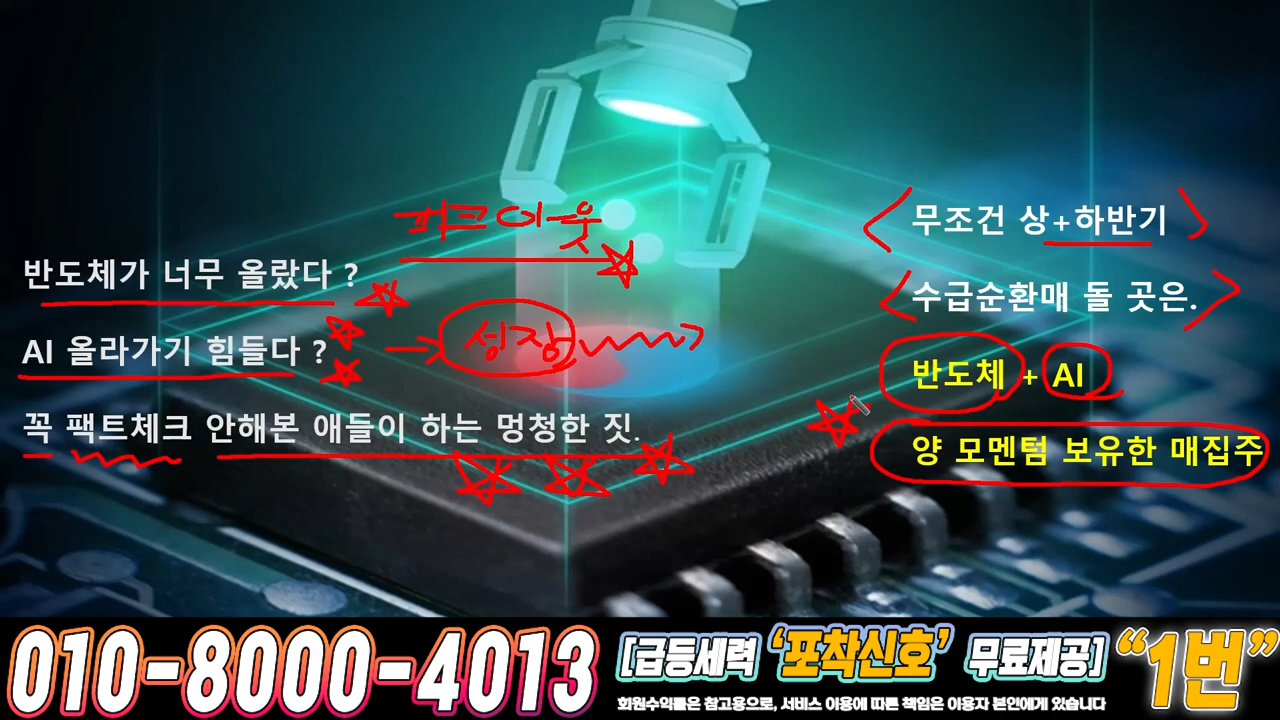 피크아웃
반도체가 너무 올랐다 ?
AI 올라가기 힘들다 ?
성장
꼭 팩트체크 안해본 애들이 하는 멍청한 짓.
무조건 상+하반기
수급순환매 돌 곳은.
반도체 + AI
양 모멘텀 보유한 매집주
010-8000-4013
[급등세력 '포착신호' 무료제공] “1번”
회원수익률은 참고용으로, 서비스 이용에 따른 책임은 이용자 본인에게 있습니다